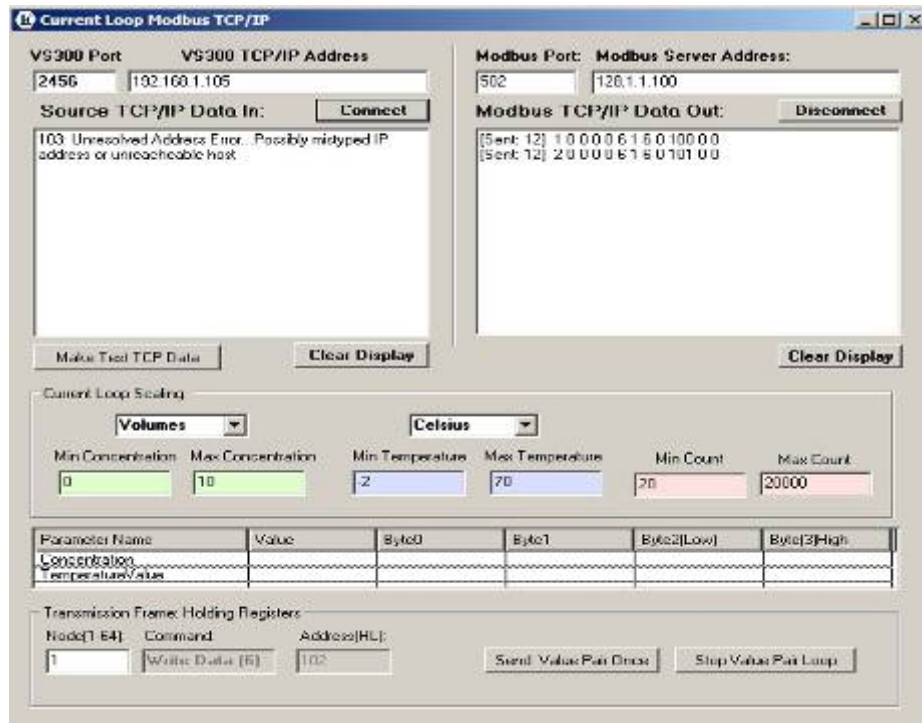 Current Loop Modbus TCP/IP
VS300 Port VS300 TCP/IP Address
2456 192.168.1.105
Modbus Port: Modbus Server Address:
502 128.1.1.100
Source TCP/IP Data In: Connect
103: Unresolved Address Error...Possibly mistyped IP
address or unreacheable host
Modbus TCP/IP Data Out: Disconnect
[Sent: 12] 1 0 0 0 0 6 1 6 0 100 0 0
[Sent: 12] 2 0 0 0 0 6 1 6 0 101 0 0
Make Test TCP Data Clear Display
Clear Display
Current Loop Scaling
Volumes Celsius
Min Concentration Max Concentration Min Temperature Max Temperature Min Count Max Count
0 10 -2 70 20 20000
Parameter Name Value Byte0 Byte1 Byte2(Low) Byte(3)High
Concentration
TemperatureValue
Transmission Frame: Holding Registers
Node(1-64): Command: Address(HL):
1 Write Data (6) 102 Send Value Pair Once Stop Value Pair Loop